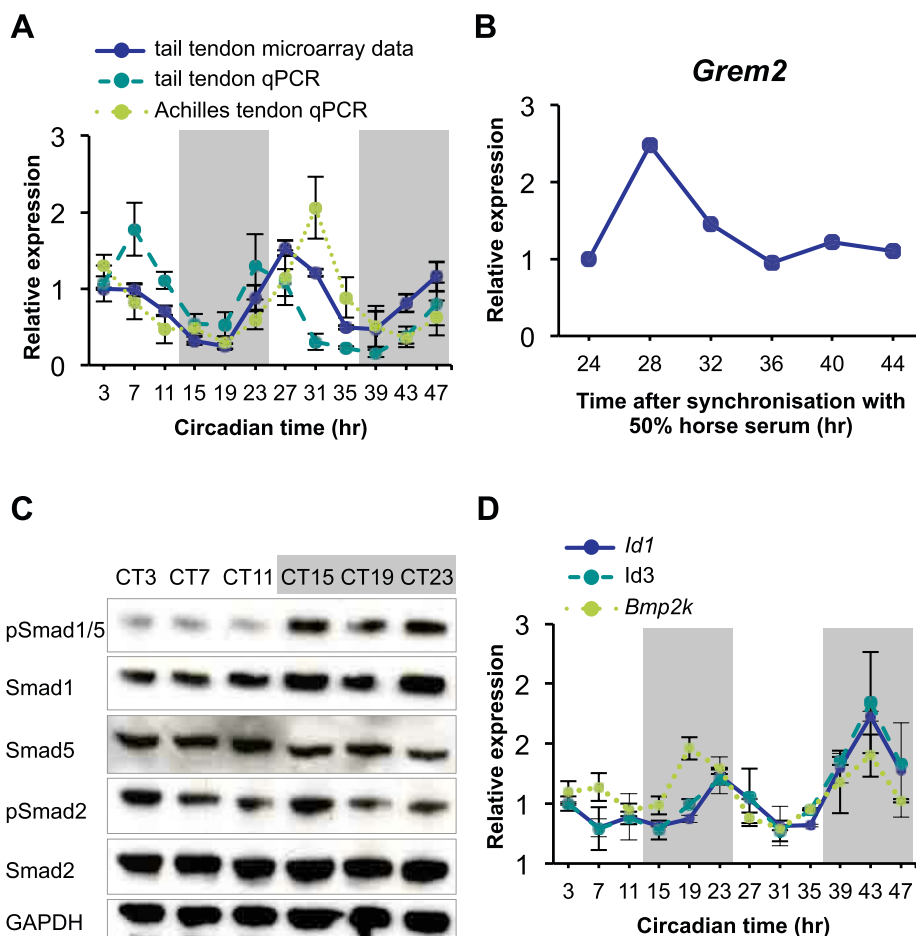 A
tail tendon microarray data
tail tendon qPCR
Achilles tendon qPCR
Relative expression
3
2
1
0
3 7 11 15 19 23 27 31 35 39 43 47
Circadian time (hr)
B
Grem2
Relative expression
3
2
1
0
24 28 32 36 40 44
Time after synchronisation with
50% horse serum (hr)
C
CT3 CT7 CT11 CT15 CT19 CT23
pSmad1/5
Smad1
Smad5
pSmad2
Smad2
GAPDH
D
Id1
Id3
Bmp2k
Relative expression
3
2
2
1
1
3 7 11 15 19 23 27 31 35 39 43 47
Circadian time (hr)